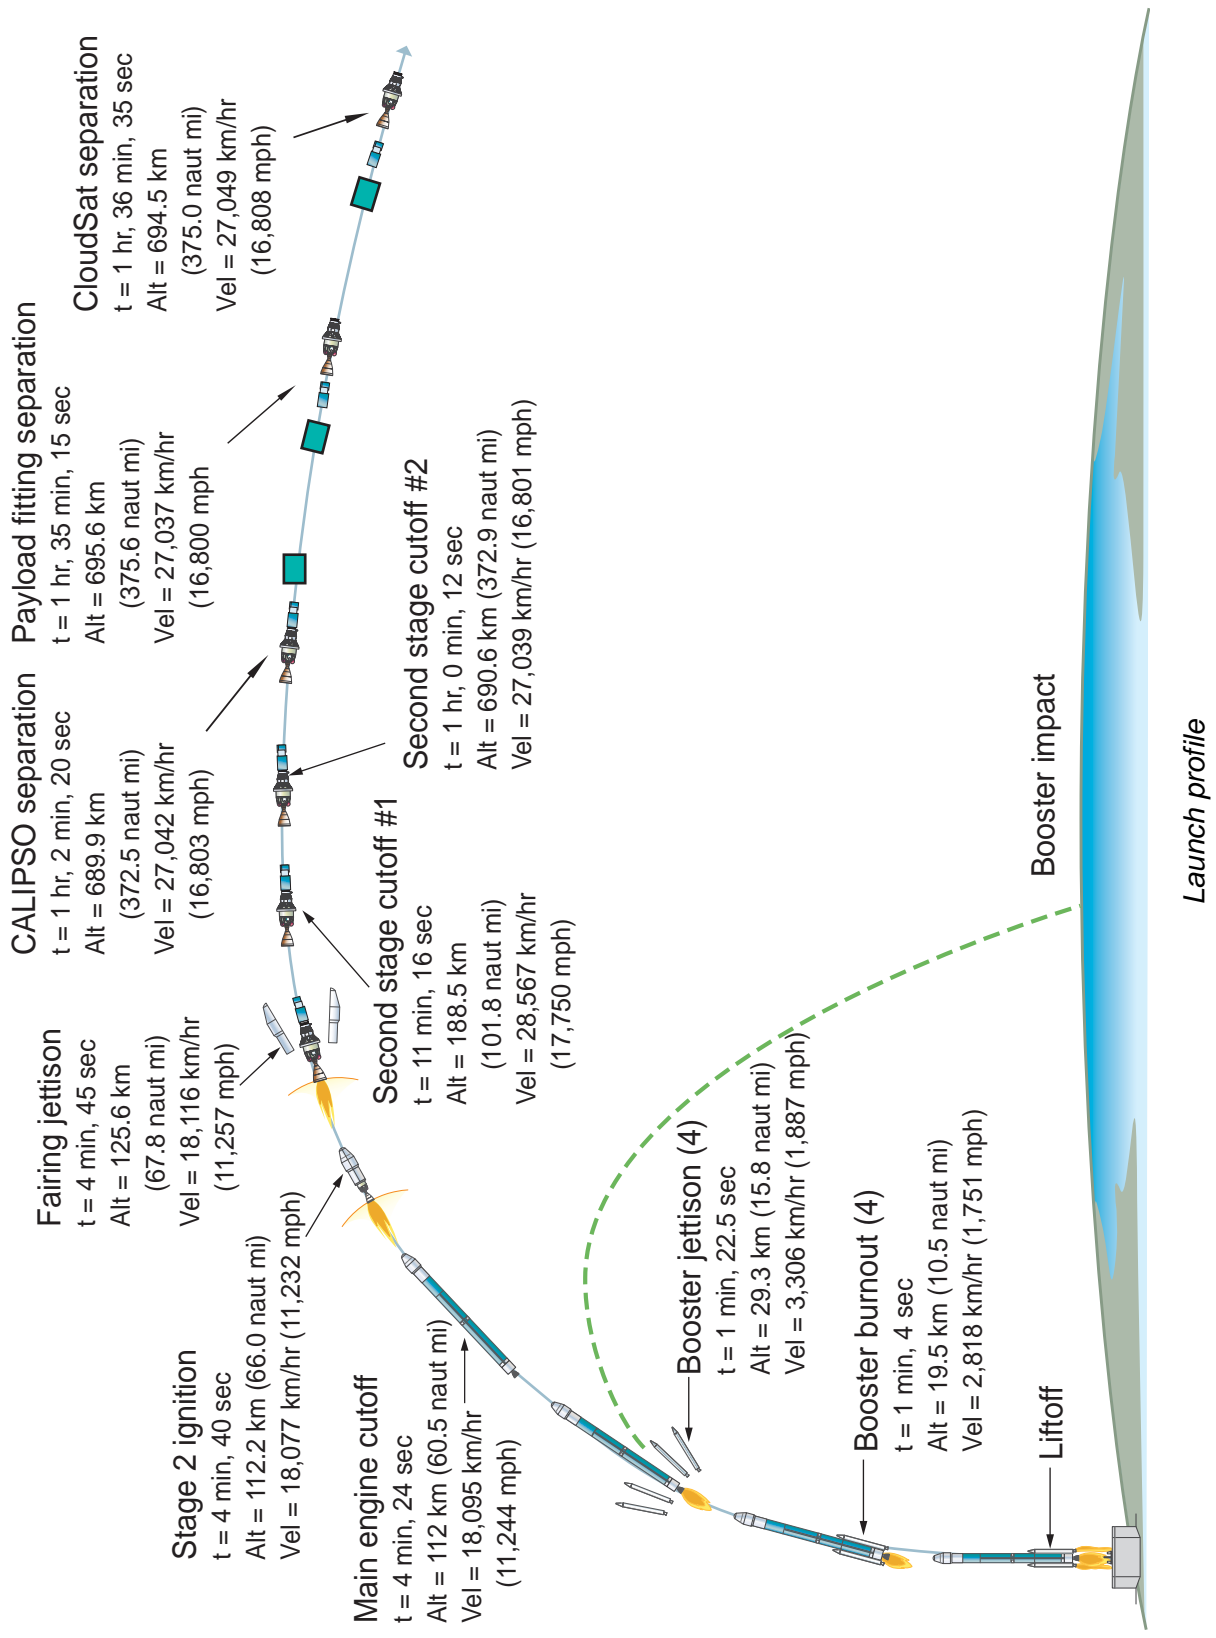 Liftoff
Booster burnout (4)
t = 1 min, 4 sec
Alt = 19.5 km (10.5 naut mi)
Vel = 2,818 km/hr (1,751 mph)
Booster jettison (4)
t = 1 min, 22.5 sec
Alt = 29.3 km (15.8 naut mi)
Vel = 3,306 km/hr (1,887 mph)
Main engine cutoff
t = 4 min, 24 sec
Alt = 112 km (60.5 naut mi)
Vel = 18,095 km/hr
(11,244 mph)
Stage 2 ignition
t = 4 min, 40 sec
Alt = 112.2 km (66.0 naut mi)
Vel = 18,077 km/hr (11,232 mph)
Fairing jettison
t = 4 min, 45 sec
Alt = 125.6 km
(67.8 naut mi)
Vel = 18,116 km/hr
(11,257 mph)
Second stage cutoff #1
t = 11 min, 16 sec
Alt = 188.5 km
(101.8 naut mi)
Vel = 28,567 km/hr
(17,750 mph)
Second stage cutoff #2
t = 1 hr, 0 min, 12 sec
Alt = 690.6 km (372.9 naut mi)
Vel = 27,039 km/hr (16,801 mph)
CALIPSO separation
t = 1 hr, 2 min, 20 sec
Alt = 689.9 km
(372.5 naut mi)
Vel = 27,042 km/hr
(16,803 mph)
Payload fitting separation
t = 1 hr, 35 min, 15 sec
Alt = 695.6 km
(375.6 naut mi)
Vel = 27,037 km/hr
(16,800 mph
CloudSat separation
t = 1 hr, 36 min, 35 sec
Alt = 694.5 km
(375.0 naut mi)
Vel = 27,049 km/hr
(16,808 mph)
Booster impact
Launch profile